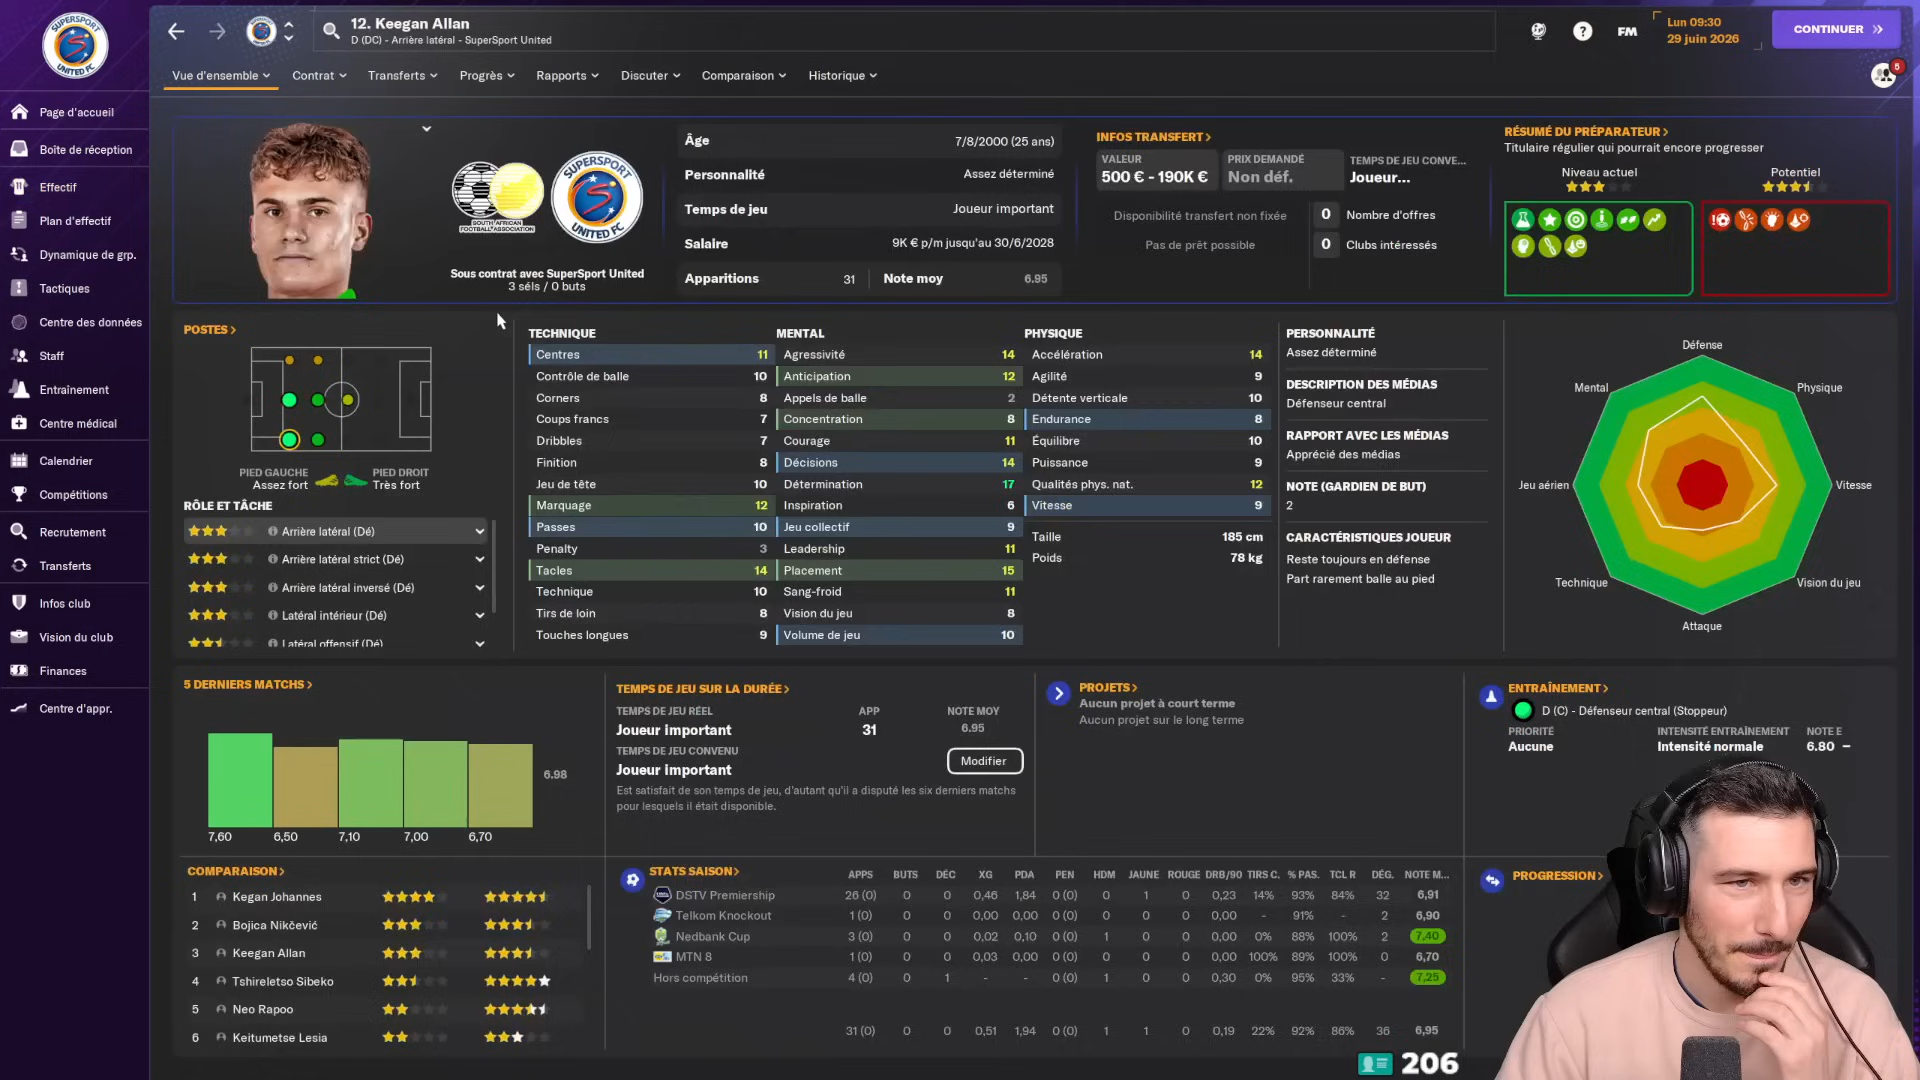 SUPERSPORT
UNITED FC
12. Keegan Allan
D (DC) - Arrière latéral - SuperSport United
FM
Lun 09:30
29 juin 2026
CONTINUER
5
Vue d'ensemble
Contrat
Transferts
Progrès
Rapports
Discuter
Comparaison
Historique
Page d'accueil
Boîte de réception
Effectif
Plan d'effectif
Dynamique de grp.
Tactiques
Centre des données
Staff
Entraînement
Centre médical
Calendrier
Compétitions
Recrutement
Transferts
Infos club
Vision du club
Finances
Centre d'appr.
SOUTH AFRICAN
FOOTBALL ASSOCIATION
SUPERSPORT
UNITED FC
Sous contrat avec SuperSport United
3 séls / 0 buts
Âge 7/8/2000 (25 ans)
Personnalité Assez déterminé
Temps de jeu Joueur important
Salaire 9K € p/m jusqu'au 30/6/2028
Apparitions 31 Note moy 6.95
INFOS TRANSFERT
VALEUR
500 € - 190K €
PRIX DEMANDÉ
Non déf.
TEMPS DE JEU CONVE...
Joueur...
Disponibilité transfert non fixée
Pas de prêt possible
0 Nombre d'offres
0 Clubs intéressés
RÉSUMÉ DU PRÉPARATEUR
Titulaire régulier qui pourrait encore progresser
Niveau actuel
Potentiel
POSTES
PIED GAUCHE
Assez fort
PIED DROIT
Très fort
RÔLE ET TÂCHE
Arrière latéral (Dé)
Arrière latéral strict (Dé)
Arrière latéral inversé (Dé)
Latéral intérieur (Dé)
Latéral offensif (Dé)
TECHNIQUE
Centres 11
Contrôle de balle 10
Corners 8
Coups francs 7
Dribbles 7
Finition 8
Jeu de tête 10
Marquage 12
Passes 10
Penalty 3
Tacles 14
Technique 10
Tirs de loin 8
Touches longues 9
MENTAL
Agressivité 14
Anticipation 12
Appels de balle 2
Concentration 8
Courage 11
Décisions 14
Détermination 17
Inspiration 6
Jeu collectif 9
Leadership 11
Placement 15
Sang-froid 11
Vision du jeu 8
Volume de jeu 10
PHYSIQUE
Accélération 14
Agilité 9
Détente verticale 10
Endurance 8
Équilibre 10
Puissance 9
Qualités phys. nat. 12
Vitesse 9
Taille 185 cm
Poids 78 kg
PERSONNALITÉ
Assez déterminé
DESCRIPTION DES MÉDIAS
Défenseur central
RAPPORT AVEC LES MÉDIAS
Apprécié des médias
NOTE (GARDIEN DE BUT)
2
CARACTÉRISTIQUES JOUEUR
Reste toujours en défense
Part rarement balle au pied
Défense
Mental
Physique
Jeu aérien
Vitesse
Technique
Vision du jeu
Attaque
5 DERNIERS MATCHS
6.98
7,60 6,50 7,10 7,00 6,70
TEMPS DE JEU SUR LA DURÉE
TEMPS DE JEU RÉEL APP NOTE MOY
Joueur important 31 6.95
TEMPS DE JEU CONVENU
Joueur important
Modifier
Est satisfait de son temps de jeu, d'autant qu'il a disputé les six derniers matchs
pour lesquels il était disponible.
PROJETS
Aucun projet à court terme
Aucun projet sur le long terme
ENTRAÎNEMENT
D (C) - Défenseur central (Stoppeur)
PRIORITÉ INTENSITÉ ENTRAÎNEMENT NOTE E
Aucune Intensité normale 6.80
COMPARAISON
1 Kegan Johannes
2 Bojica Nikčević
3 Keegan Allan
4 Tshireletso Sibeko
5 Neo Rapoo
6 Keitumetse Lesia
STATS SAISON APPS BUTS DÉC XG PDA PEN HDM JAUNE ROUGE DRB/90 TIRS C. % PAS. TCL R DÉG. NOTE M...
DSTV Premiership 26 (0) 0 0 0,46 1,84 0 (0) 0 1 0 0,23 14% 93% 84% 32 6,91
Telkom Knockout 1 (0) 0 0 0,00 0,00 0 (0) 0 0 0 0,00 - 91% - 2 6,90
Nedbank Cup 3 (0) 0 0 0,02 0,10 0 (0) 1 0 0 0,00 0% 88% 100% 2 7,40
MTN 8 1 (0) 0 0 0,03 0,00 0 (0) 0 0 0 0,00 100% 89% 100% 0 6,70
Hors compétition 4 (0) 0 1 - - 0 (0) 1 0 0 0,30 0% 95% 33% - 7,25
31 (0) 0 0 0,51 1,94 0 (0) 1 1 0 0,19 22% 92% 86% 36 6,95
PROGRESSION
206